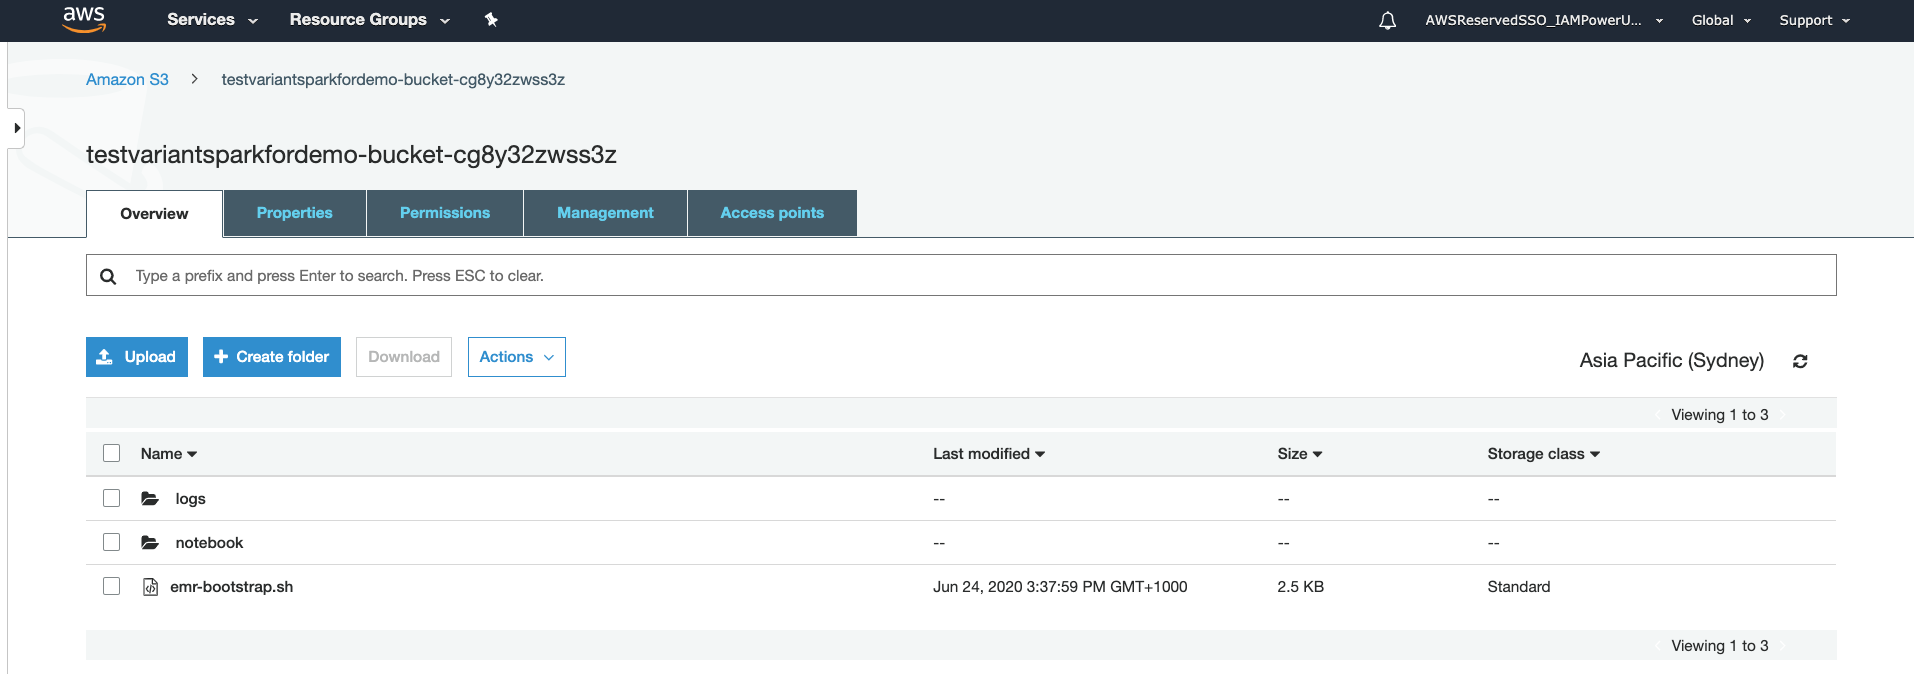 aws Services Resource Groups AWSReservedSSO_IAMPowerU... Global Support
Amazon S3 > testvariantsparkfordemo-bucket-cg8y32zwss3z
testvariantsparkfordemo-bucket-cg8y32zwss3z
Overview Properties Permissions Management Access points
Type a prefix and press Enter to search. Press ESC to clear.
Upload Create folder Download Actions Asia Pacific (Sydney)
Viewing 1 to 3
Name Last modified Size Storage class
logs -- -- --
notebook -- -- --
emr-bootstrap.sh Jun 24, 2020 3:37:59 PM GMT+1000 2.5 KB Standard
Viewing 1 to 3